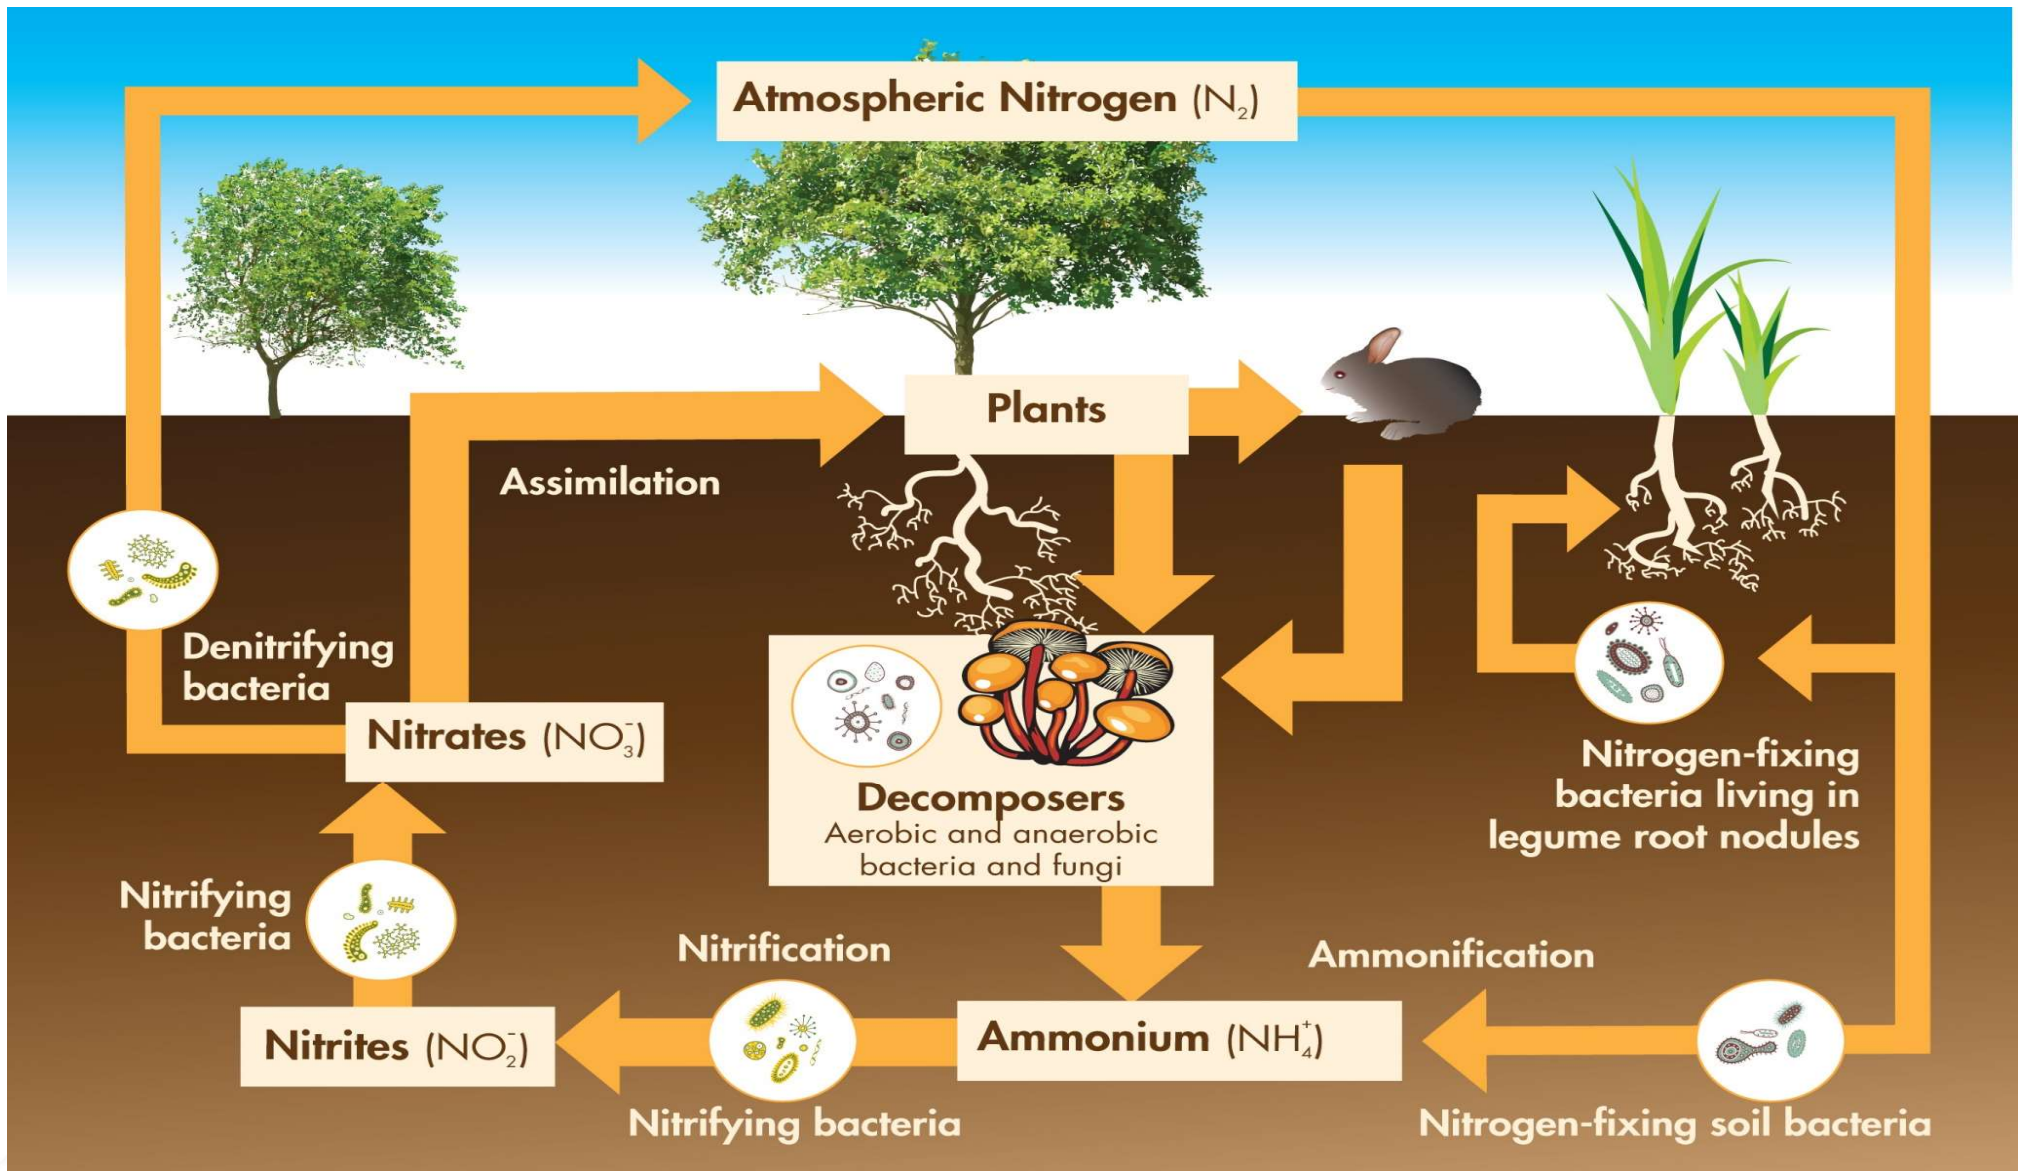 Atmospheric Nitrogen (N₂)
Plants
Assimilation
Denitrifying
bacteria
Nitrates (NO₃⁻)
Decomposers
Aerobic and anaerobic
bacteria and fungi
Nitrogen-fixing
bacteria living in
legume root nodules
Nitrifying
bacteria
Nitrification
Ammonification
Nitrites (NO₂⁻)
Ammonium (NH₄⁺)
Nitrifying bacteria
Nitrogen-fixing soil bacteria